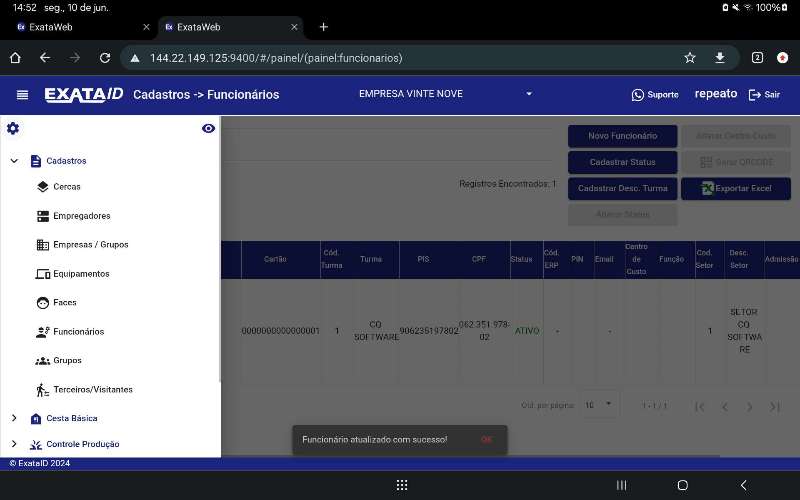 14:52 seg., 10 de jun.
100%
ExataWeb
ExataWeb
144.22.149.125:9400/#/painel/(painel:funcionarios)
2
EXATAID
Cadastros -> Funcionários
EMPRESA VINTE NOVE
Suporte
repeato
Sair
Cadastros
Cercas
Empregadores
Empresas / Grupos
Equipamentos
Faces
Funcionários
Grupos
Terceiros/Visitantes
Cesta Básica
Controle Produção
Novo Funcionário
Alterar Centro Custo
Cadastrar Status
Gerar QRCODE
Registros Encontrados: 1
Cadastrar Desc. Turma
Exportar Excel
Alterar Status
Cartão
Cód. Turma
Turma
PIS
CPF
Status
Cód. ERP
PIN
Email
Centro de Custo
Função
Cod. Setor
Desc. Setor
Admissão
0000000000000001
1
CQ SOFTWARE
906235197802
062.351.978-02
ATIVO
-
-
1
SETOR CQ SOFTWARE
Qtd. por página:
10
1 - 1 / 1
Funcionário atualizado com sucesso!
OK
© ExataID 2024